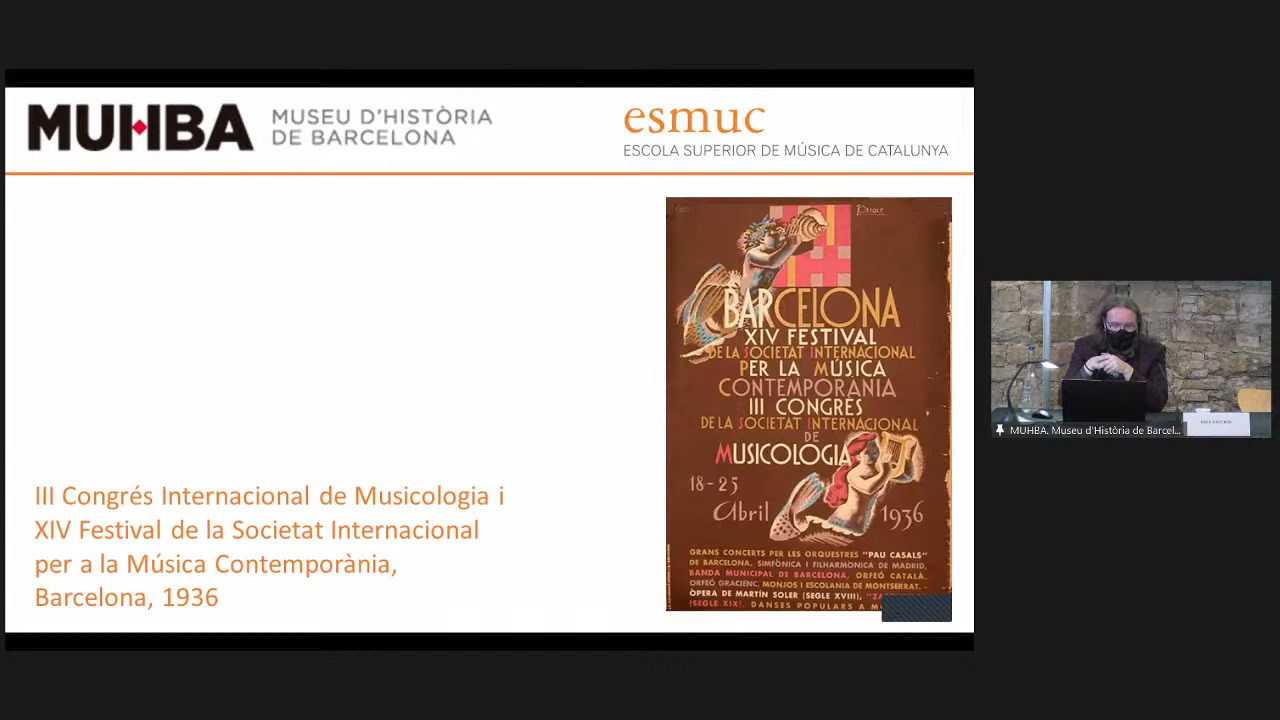 MUHBA
MUSEU D'HISTÒRIA
DE BARCELONA
esmuc
ESCOLA SUPERIOR DE MÚSICA DE CATALUNYA
BARCELONA
XIV FESTIVAL
DE LA SOCIETAT INTERNACIONAL
PER LA MÚSICA
CONTEMPORANIA
III CONGRÉS
DE LA SOCIETAT INTERNACIONAL
DE
MUSICOLOGIA
18-25
Abril 1936
GRANS CONCERTS PER LES ORQUESTRES "PAU CASALS"
DE BARCELONA, SIMFÒNICA I FILHARMONICA DE MADRID,
BANDA MUNICIPAL DE BARCELONA, ORFEÓ CATALÀ.
ORFEÓ GRACIENC, MONJOS I ESCOLANIA DE MONTSERRAT. -
ÒPERA DE MARTÍN SOLER (SEGLE XVIII),
(SEGLE XIX). DANSES POPULARS A
III Congrés Internacional de Musicologia i
XIV Festival de la Societat Internacional
per a la Música Contemporània,
Barcelona, 1936
MUHBA. Museu d'Història de Barcel...